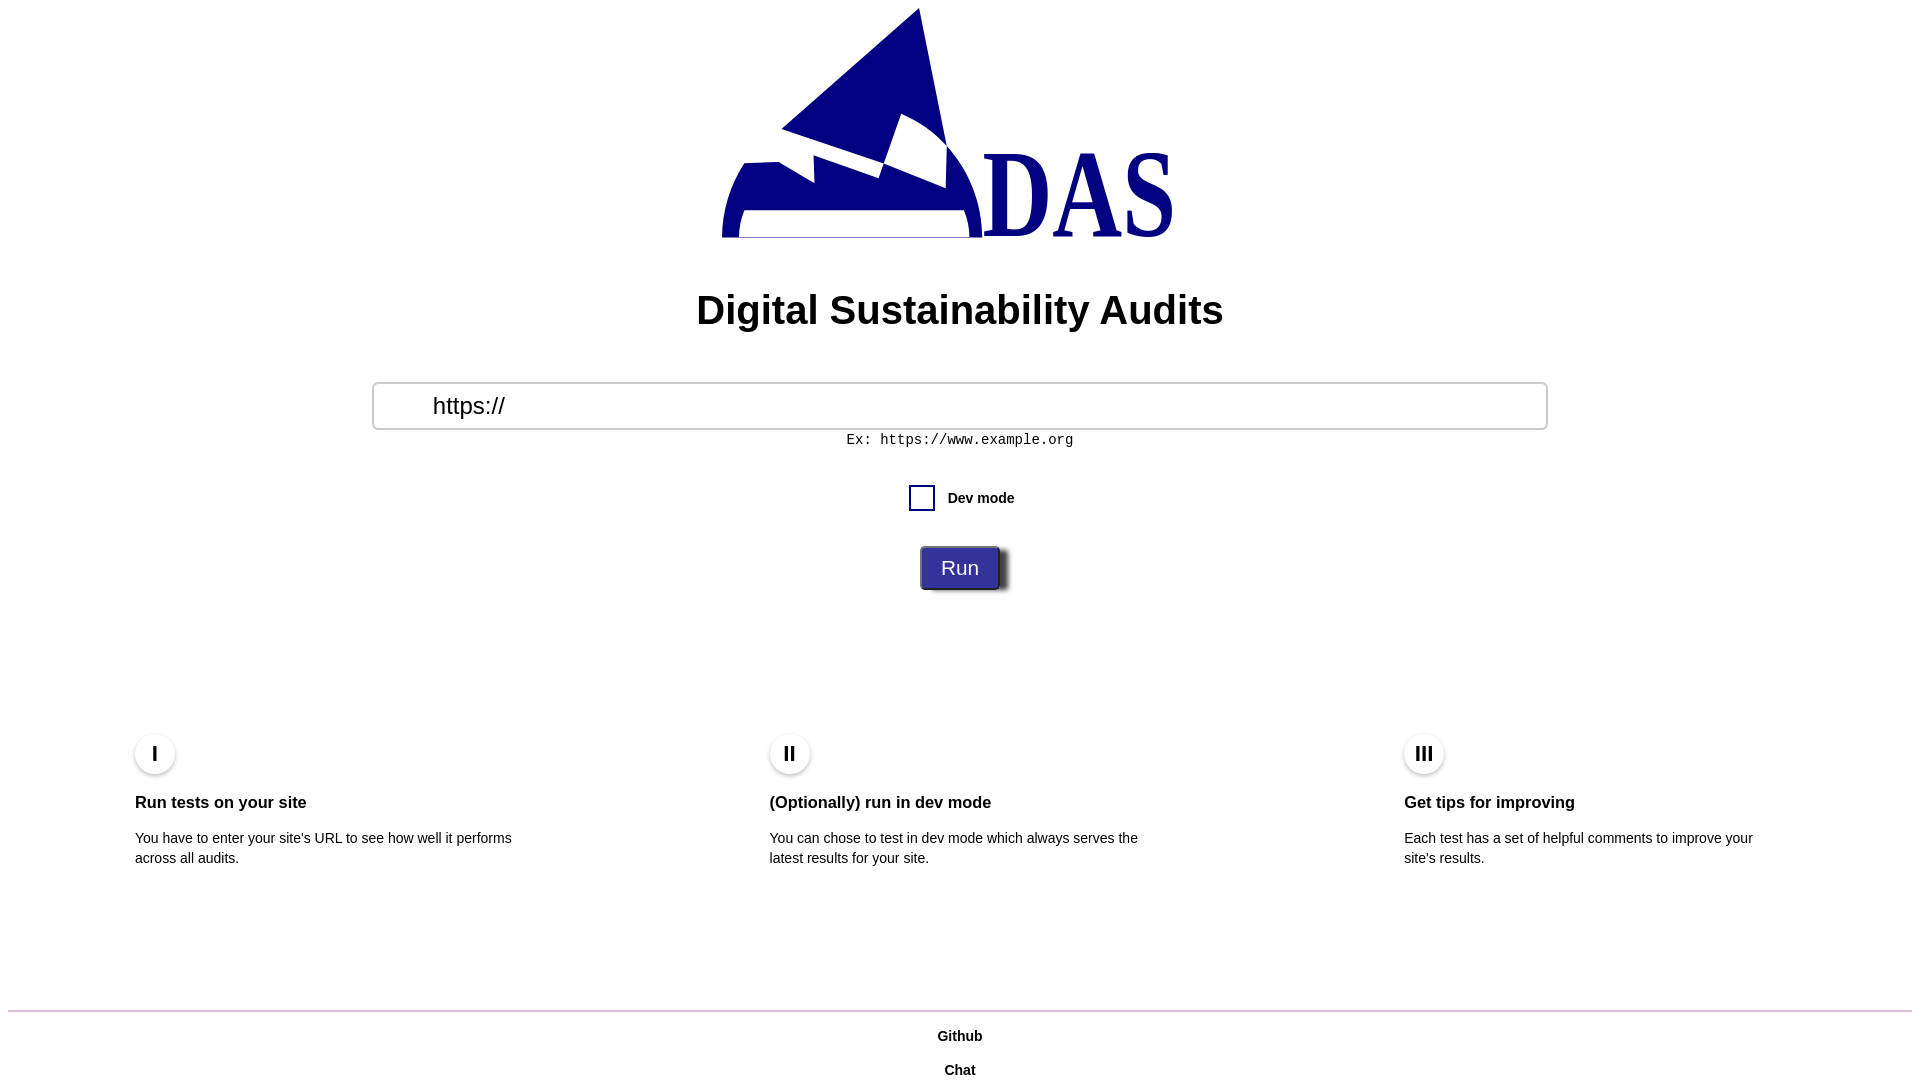 DAS
Digital Sustainability Audits
https://
Ex: https://www.example.org
Dev mode
Run
I
Run tests on your site
You have to enter your site's URL to see how well it performs
across all audits.
II
(Optionally) run in dev mode
You can chose to test in dev mode which always serves the
latest results for your site.
III
Get tips for improving
Each test has a set of helpful comments to improve your
site's results.
Github
Chat